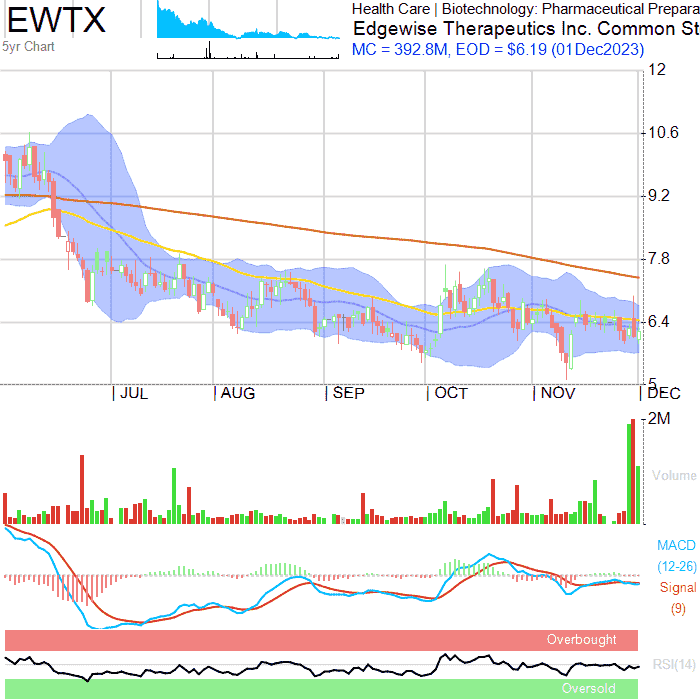 EWTX
5yr Chart
Health Care | Biotechnology: Pharmaceutical Prepara
Edgewise Therapeutics Inc. Common St
MC = 392.8M, EOD = $6.19 (01Dec2023)
12
10.6
9.2
7.8
6.4
5
JUL AUG SEP OCT NOV DEC
2M
Volume
MACD
(12-26)
Signal
(9)
Overbought
RSI(14)
Oversold